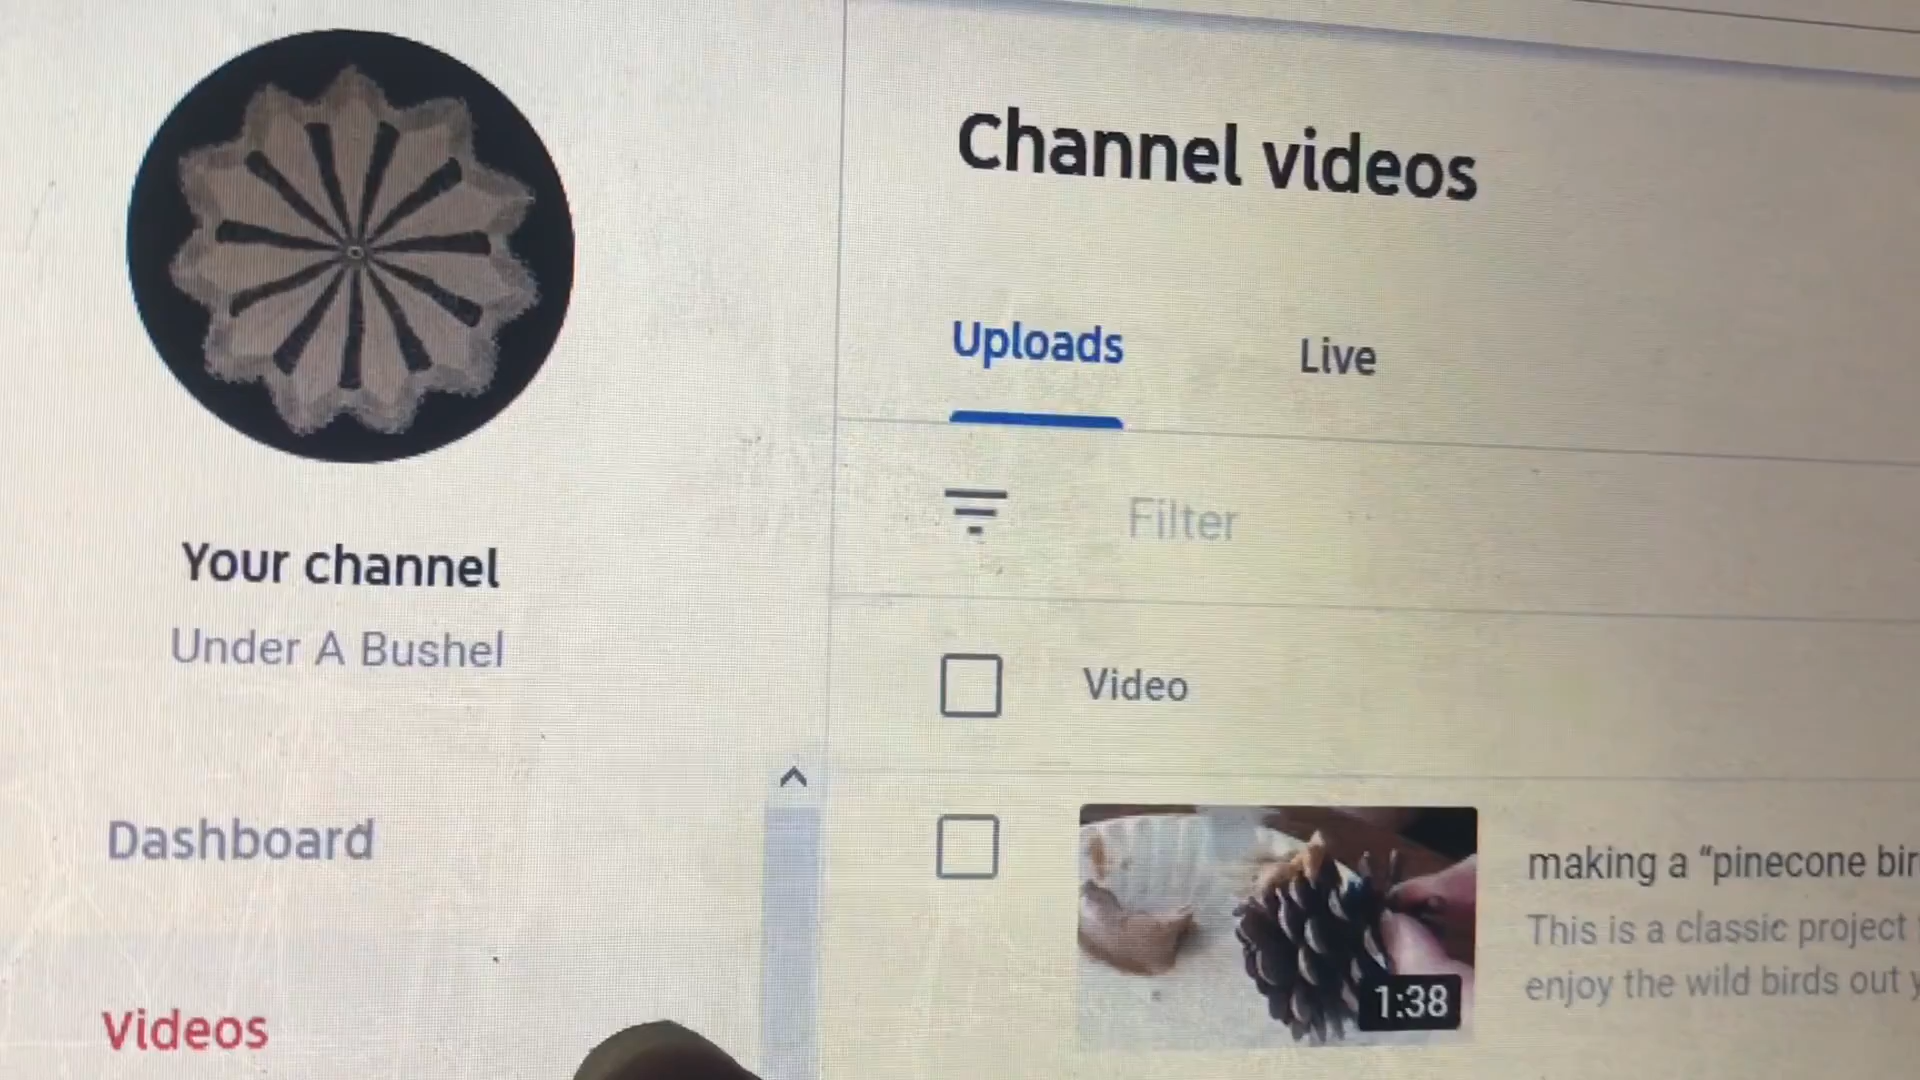 Channel videos
Uploads
Live
Filter
Your channel
Under A Bushel
Video
Dashboard
making a “pinecone bir
This is a classic project
enjoy the wild birds out y
1:38
Videos